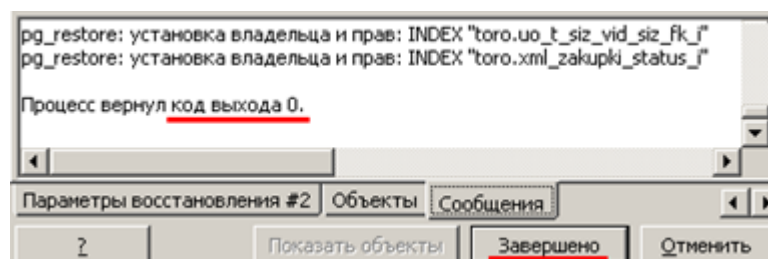 pg_restore: установка владельца и прав: INDEX "toro.uo_t_siz_vid_siz_fk_i"
pg_restore: установка владельца и прав: INDEX "toro.xml_zakupki_status_i"
Процесс вернул код выхода 0.
Параметры восстановления #2 Объекты Сообщения
? Показать объекты Завершено Отменить